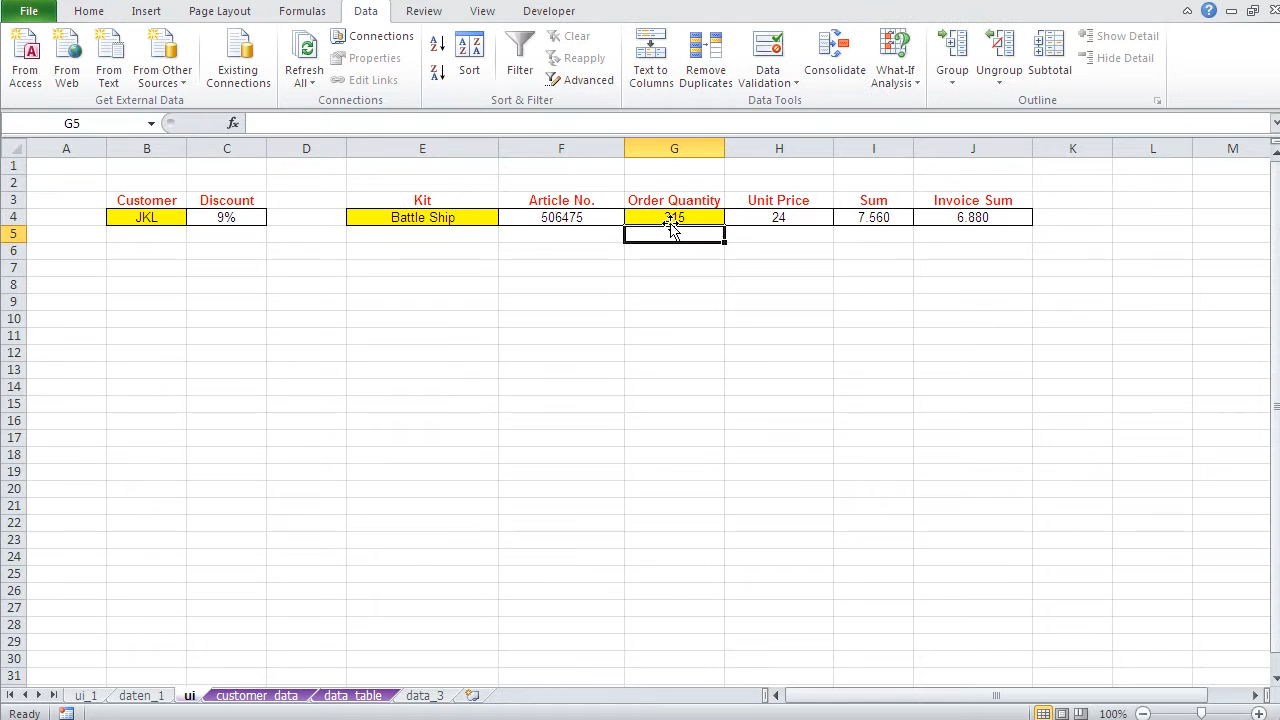 File Home Insert Page Layout Formulas Data Review View Developer
Connections Clear Show Detail
Properties Reapply Hide Detail
Edit Links Advanced
From Access From Web From Text From Other Sources Existing Connections Refresh All Sort Filter Text to Columns Remove Duplicates Data Validation Consolidate What-If Analysis Group Ungroup Subtotal
Get External Data Connections Sort & Filter Data Tools Outline
G5 fx
A B C D E F G H I J K L M
1
2
3 Customer Discount Kit Article No. Order Quantity Unit Price Sum Invoice Sum
4 JKL 9% Battle Ship 506475 24 7.560 6.880
5
6
7
8
9
10
11
12
13
14
15
16
17
18
19
20
21
22
23
24
25
26
27
28
29
30
31
ui_1 daten_1 ui customer_data data_table data_3
Ready 100%